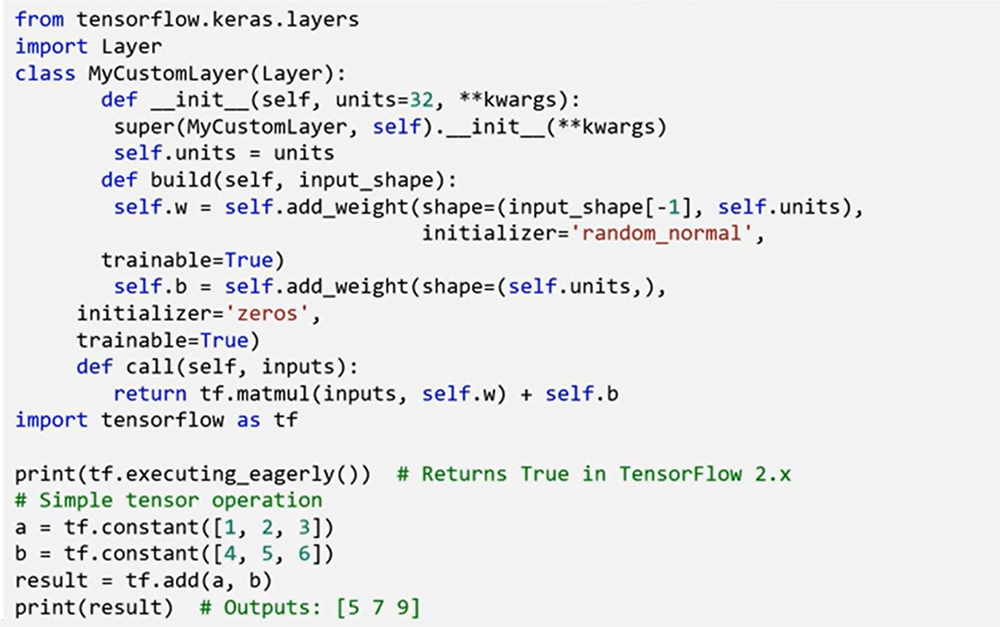 from tensorflow.keras.layers
import Layer
class MyCustomLayer(Layer):
def __init__(self, units=32, **kwargs):
super(MyCustomLayer, self).__init__(**kwargs)
self.units = units
def build(self, input_shape):
self.w = self.add_weight(shape=(input_shape[-1], self.units),
initializer='random_normal',
trainable=True)
self.b = self.add_weight(shape=(self.units,),
initializer='zeros',
trainable=True)
def call(self, inputs):
return tf.matmul(inputs, self.w) + self.b
import tensorflow as tf
print(tf.executing_eagerly())  # Returns True in TensorFlow 2.x
# Simple tensor operation
a = tf.constant([1, 2, 3])
b = tf.constant([4, 5, 6])
result = tf.add(a, b)
print(result)  # Outputs: [5 7 9]